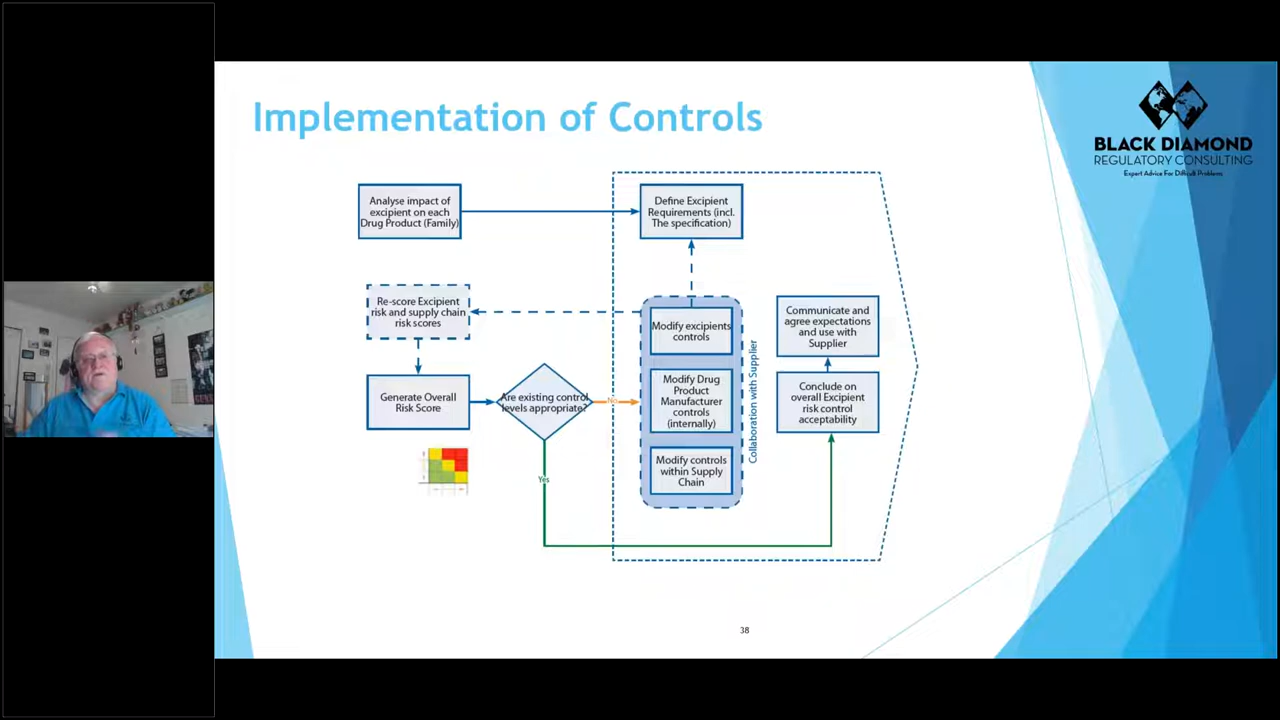 Implementation of Controls
BLACK DIAMOND
REGULATORY CONSULTING
Expert Advice For Difficult Problems
Analyse impact of
excipient on each
Drug Product (Family)
Define Excipient
Requirements (incl.
The specification)
Re-score Excipient
risk and supply chain
risk scores
Modify excipients
controls
Communicate and
agree expectations
and use with
Supplier
Generate Overall
Risk Score
Are existing control
levels appropriate?
No
Modify Drug
Product
Manufacturer
controls
(internally)
Collaboration with Supplier
Conclude on
overall Excipient
risk control
acceptability
Modify controls
within Supply
Chain
Yes
38